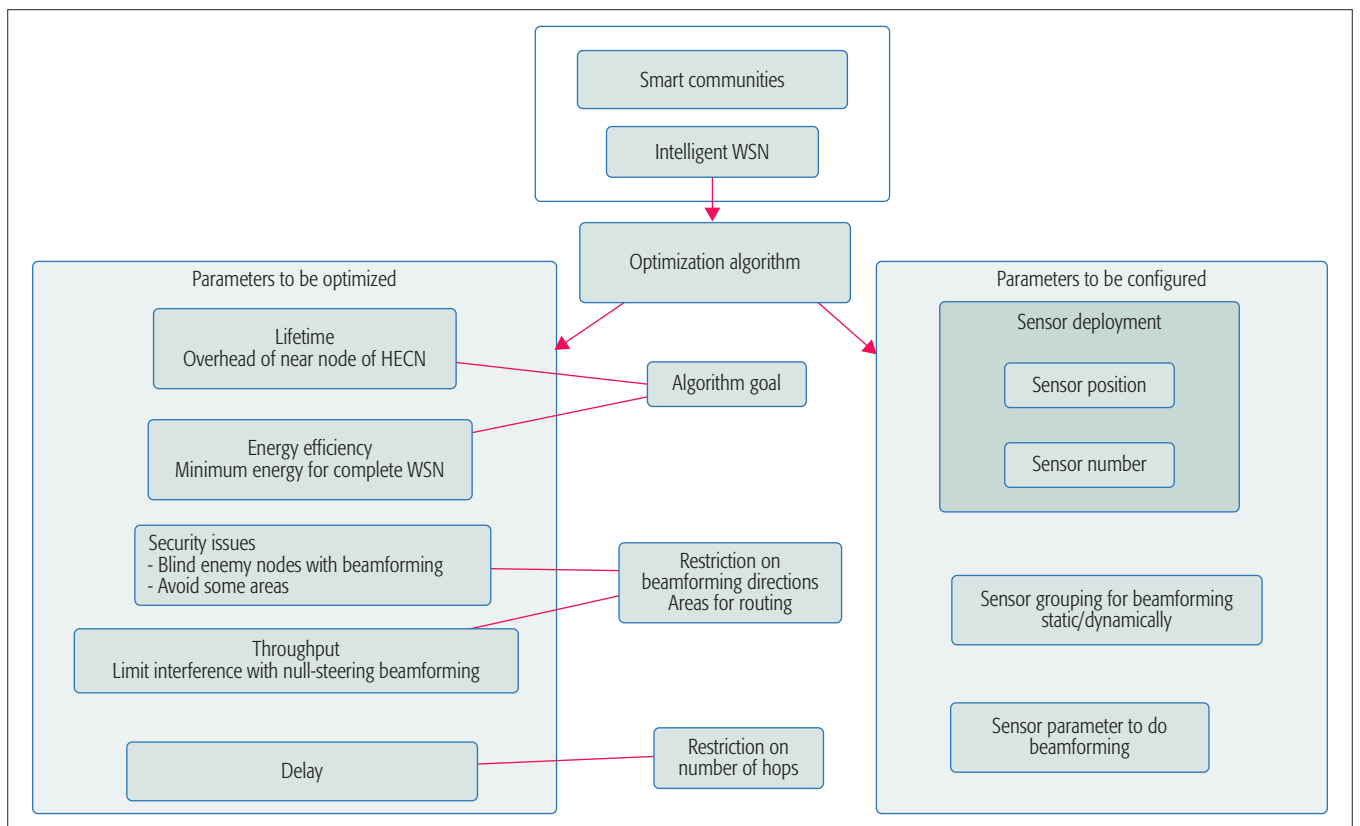 Smart communities
Intelligent WSN
Optimization algorithm
Parameters to be optimized
Lifetime
Overhead of near node of HECN
Energy efficiency
Minimum energy for complete WSN
Security issues
- Blind enemy nodes with beamforming
- Avoid some areas
Throughput
Limit interference with null-steering beamforming
Delay
Algorithm goal
Restriction on
beamforming directions
Areas for routing
Restriction on
number of hops
Parameters to be configured
Sensor deployment
Sensor position
Sensor number
Sensor grouping for beamforming
static/dynamically
Sensor parameter to do
beamforming